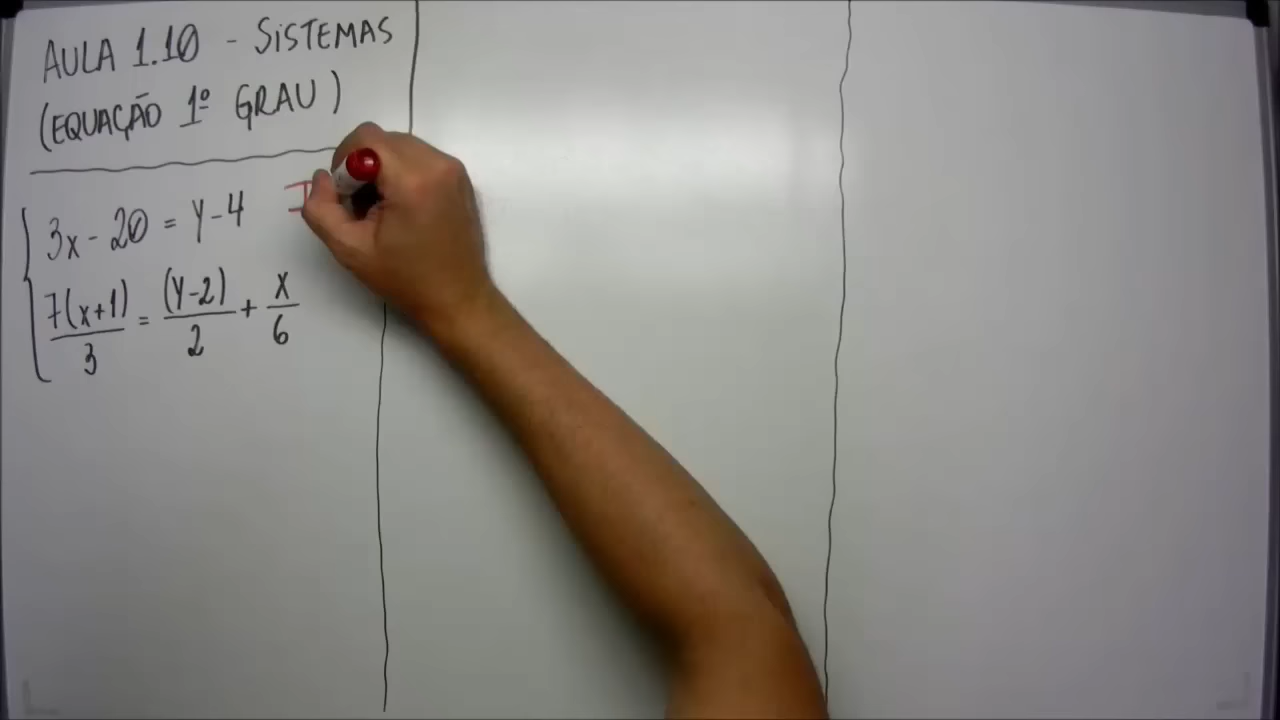 AULA 1.10 - SISTEMAS
(EQUAÇÃO 1º GRAU)
3x - 20 = y - 4
7(x+1)/3 = (y-2)/2 + x/6